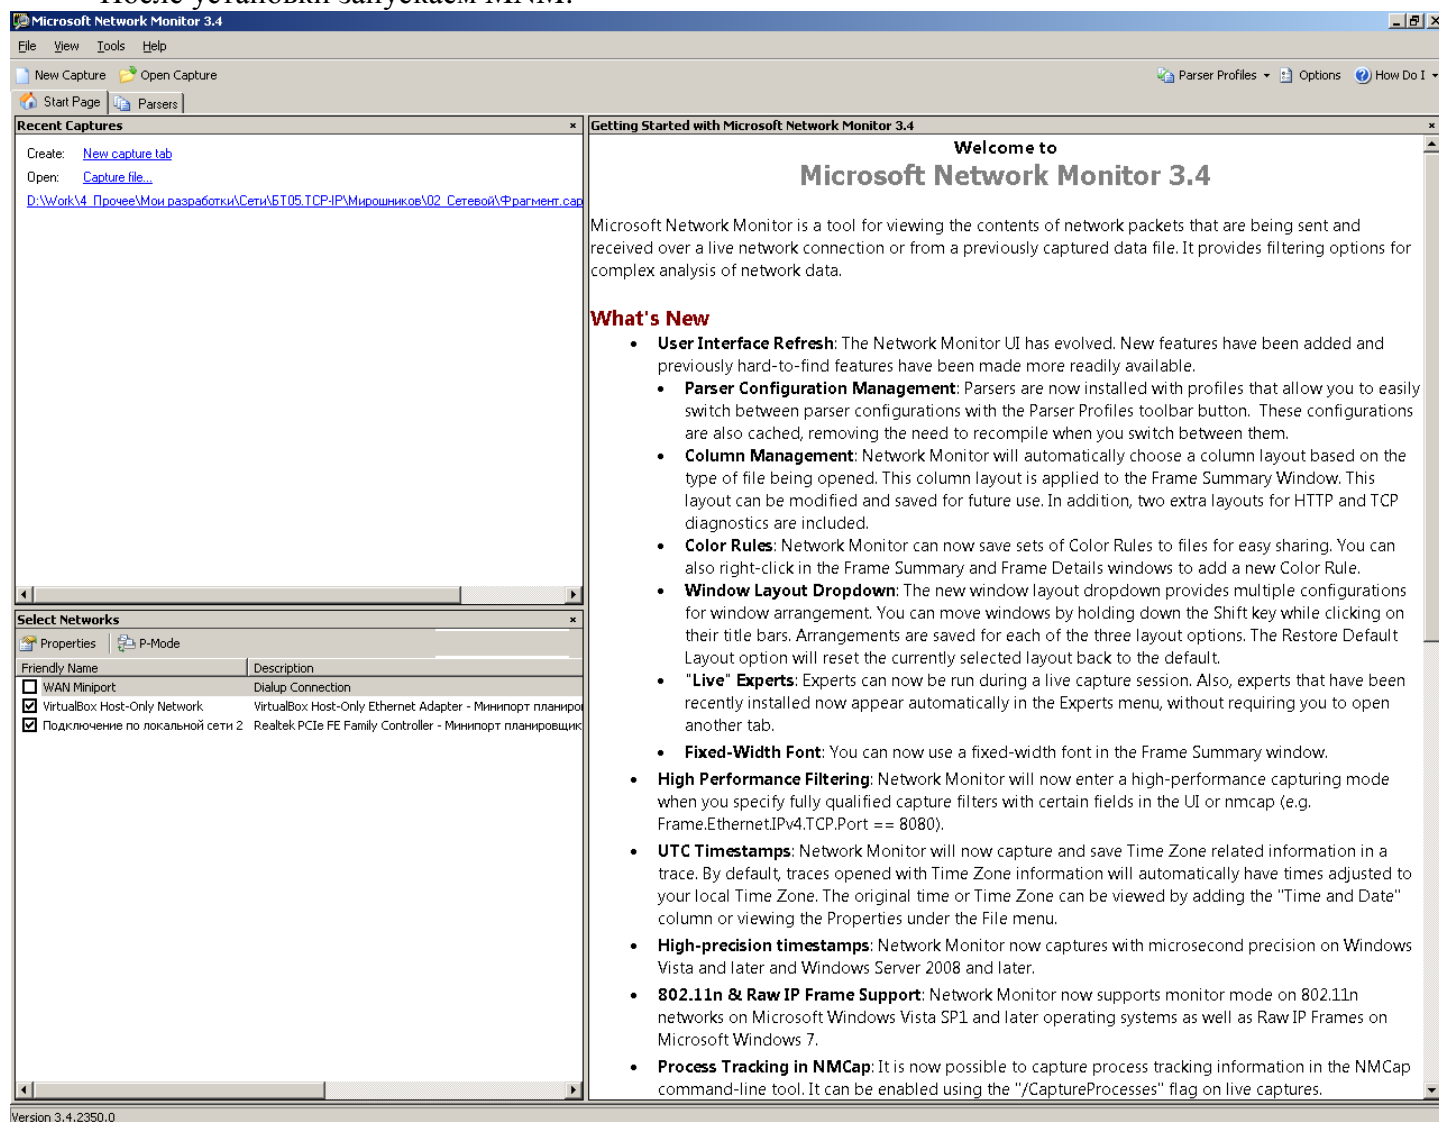 После установки запускаем MNM.
Microsoft Network Monitor 3.4
File View Tools Help
New Capture Open Capture Parser Profiles Options How Do I
Start Page Parsers
Recent Captures
Create: New capture tab
Open: Capture file...
D:\Work\4_Прочее\Мои разработки\Сети\БТ05.TCP-IP\Мирошников\02_Сетевой\Фрагмент.cap
Select Networks
Properties P-Mode
Friendly Name Description
WAN Miniport Dialup Connection
VirtualBox Host-Only Network VirtualBox Host-Only Ethernet Adapter - Минипорт планиро
Подключение по локальной сети 2 Realtek PCIe FE Family Controller - Минипорт планировщик
Getting Started with Microsoft Network Monitor 3.4
Welcome to
Microsoft Network Monitor 3.4
Microsoft Network Monitor is a tool for viewing the contents of network packets that are being sent and
received over a live network connection or from a previously captured data file. It provides filtering options for
complex analysis of network data.
What's New
• User Interface Refresh: The Network Monitor UI has evolved. New features have been added and
previously hard-to-find features have been made more readily available.
• Parser Configuration Management: Parsers are now installed with profiles that allow you to easily
switch between parser configurations with the Parser Profiles toolbar button. These configurations
are also cached, removing the need to recompile when you switch between them.
• Column Management: Network Monitor will automatically choose a column layout based on the
type of file being opened. This column layout is applied to the Frame Summary Window. This
layout can be modified and saved for future use. In addition, two extra layouts for HTTP and TCP
diagnostics are included.
• Color Rules: Network Monitor can now save sets of Color Rules to files for easy sharing. You can
also right-click in the Frame Summary and Frame Details windows to add a new Color Rule.
• Window Layout Dropdown: The new window layout dropdown provides multiple configurations
for window arrangement. You can move windows by holding down the Shift key while clicking on
their title bars. Arrangements are saved for each of the three layout options. The Restore Default
Layout option will reset the currently selected layout back to the default.
• "Live" Experts: Experts can now be run during a live capture session. Also, experts that have been
recently installed now appear automatically in the Experts menu, without requiring you to open
another tab.
• Fixed-Width Font: You can now use a fixed-width font in the Frame Summary window.
• High Performance Filtering: Network Monitor will now enter a high-performance capturing mode
when you specify fully qualified capture filters with certain fields in the UI or nmcap (e.g.
Frame.Ethernet.IPv4.TCP.Port == 8080).
• UTC Timestamps: Network Monitor will now capture and save Time Zone related information in a
trace. By default, traces opened with Time Zone information will automatically have times adjusted to
your local Time Zone. The original time or Time Zone can be viewed by adding the "Time and Date"
column or viewing the Properties under the File menu.
• High-precision timestamps: Network Monitor now captures with microsecond precision on Windows
Vista and later and Windows Server 2008 and later.
• 802.11n & Raw IP Frame Support: Network Monitor now supports monitor mode on 802.11n
networks on Microsoft Windows Vista SP1 and later operating systems as well as Raw IP Frames on
Microsoft Windows 7.
• Process Tracking in NMCap: It is now possible to capture process tracking information in the NMCap
command-line tool. It can be enabled using the "/CaptureProcesses" flag on live captures.
Version 3.4.2350.0